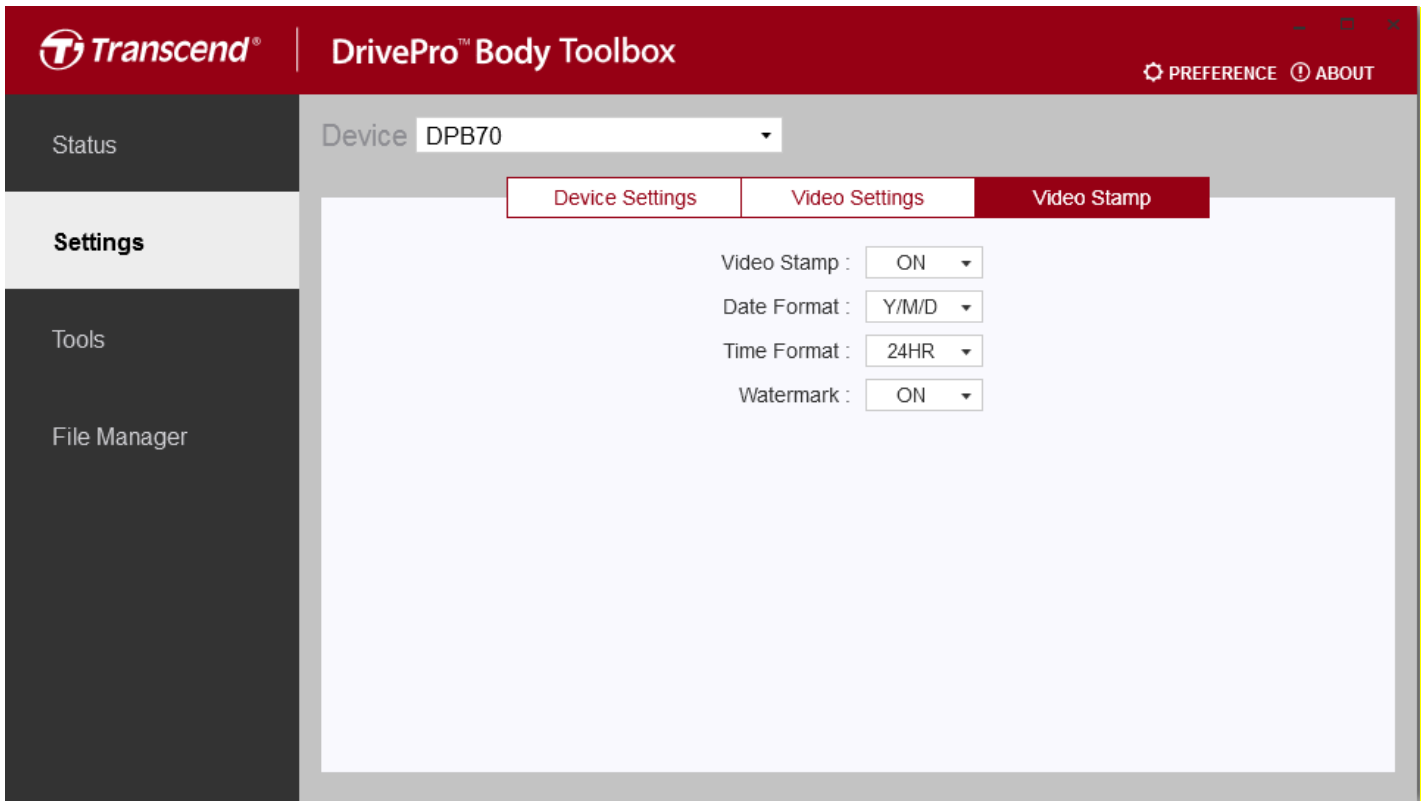 Transcend®
DrivePro™ Body Toolbox
PREFERENCE ABOUT
Status
Settings
Tools
File Manager
Device DPB70
Device Settings Video Settings Video Stamp
Video Stamp : ON
Date Format : Y/M/D
Time Format : 24HR
Watermark : ON